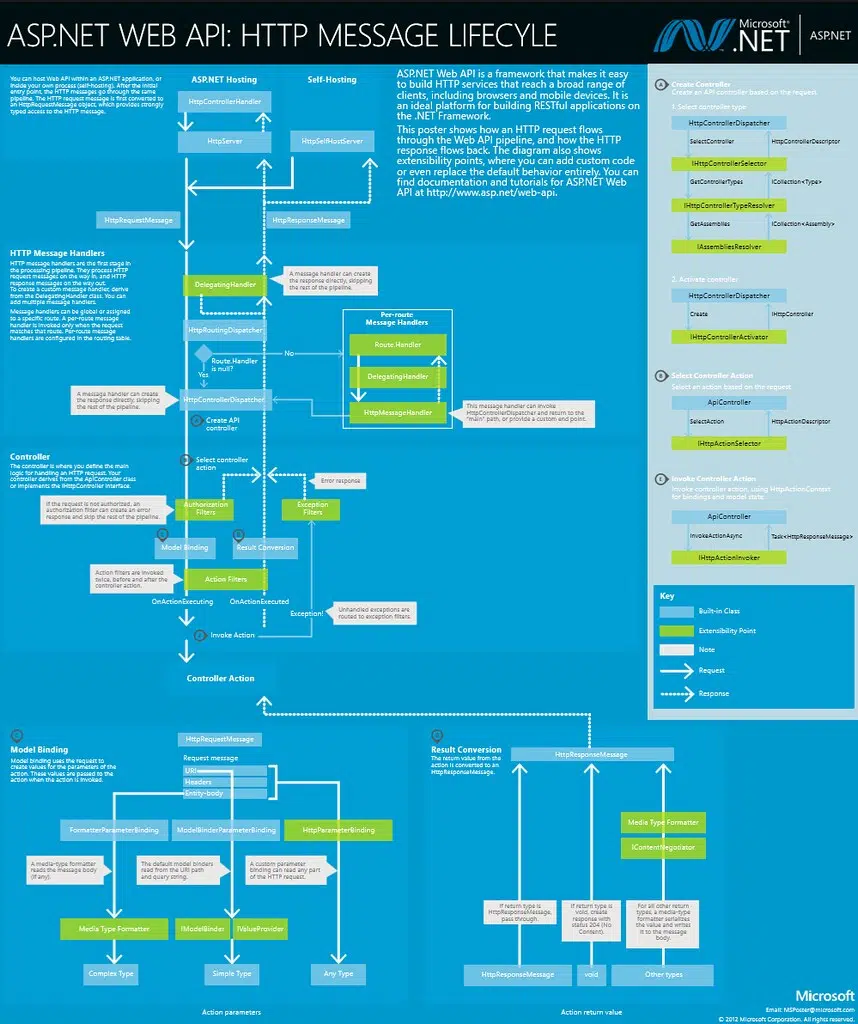 ASP.NET WEB API: HTTP MESSAGE LIFECYLE
Microsoft®
.NET
ASP.NET
You can host Web API within an ASP.NET application, or
inside your own process (self-hosting). After the initial
entry point, the HTTP messages go through the same
pipeline. The HTTP request message is first converted to
an HttpRequestMessage object, which provides strongly
typed access to the HTTP message.
ASP.NET Hosting
Self-Hosting
HttpControllerHandler
HttpServer
HttpSelfHostServer
HttpRequestMessage
HttpResponseMessage
ASP.NET Web API is a framework that makes it easy
to build HTTP services that reach a broad range of
clients, including browsers and mobile devices. It is
an ideal platform for building RESTful applications on
the .NET Framework.
This poster shows how an HTTP request flows
through the Web API pipeline, and how the HTTP
response flows back. The diagram also shows
extensibility points, where you can add custom code
or even replace the default behavior entirely. You can
find documentation and tutorials for ASP.NET Web
API at http://www.asp.net/web-api.
HTTP Message Handlers
HTTP message handlers are the first stage in
the processing pipeline. They process HTTP
request messages on the way in, and HTTP
response messages on the way out.
To create a custom message handler, derive
from the DelegatingHandler class. You can
add multiple message handlers.
Message handlers can be global or assigned
to a specific route. A per-route message
handler is invoked only when the request
matches that route. Per-route message
handlers are configured in the routing table.
DelegatingHandler
A message handler can create
the response directly, skipping
the rest of the pipeline.
HttpRoutingDispatcher
Route.Handler
is null?
No
Yes
Per-route
Message Handlers
Route.Handler
DelegatingHandler
HttpMessageHandler
A message handler can create
the response directly, skipping
the rest of the pipeline.
HttpControllerDispatcher
This message handler can invoke
HttpControllerDispatcher and return to the
"main" path, or provide a custom end point.
A
Create API
controller
Controller
The controller is where you define the main
logic for handling an HTTP request. Your
controller derives from the ApiController class
or implements the IHttpController interface.
B
Select controller
action
Error response
If the request is not authorized, an
authorization filter can create an error
response and skip the rest of the pipeline.
Authorization
Filters
Exception
Filters
Model Binding
Result Conversion
Action filters are invoked
twice, before and after the
controller action.
Action Filters
OnActionExecuting
OnActionExecuted
Exception!
Unhandled exceptions are
routed to exception filters.
Invoke Action
Controller Action
A
Create Controller
Create an API controller based on the request.
1. Select controller type
HttpControllerDispatcher
SelectController
HttpControllerDescriptor
IHttpControllerSelector
GetControllerTypes
ICollection<Type>
IHttpControllerTypeResolver
GetAssemblies
ICollection<Assembly>
IAssembliesResolver
2. Activate controller
HttpControllerDispatcher
Create
IHttpController
IHttpControllerActivator
B
Select Controller Action
Select an action based on the request.
ApiController
SelectAction
HttpActionDescriptor
IHttpActionSelector
E
Invoke Controller Action
Invoke controller action, using HttpActionContext
for bindings and model state.
ApiController
InvokeActionAsync
Task<HttpResponseMessage>
IHttpActionInvoker
Key
Built-in Class
Extensibility Point
Note
Request
Response
C
Model Binding
Model binding uses the request to
create values for the parameters of the
action. These values are passed to the
action when the action is invoked.
HttpRequestMessage
Request message
URI
Headers
Entity-body
FormatterParameterBinding
ModelBinderParameterBinding
HttpParameterBinding
A media-type formatter
reads the message body
(if any).
The default model binders
read from the URI path
and query string.
A custom parameter
binding can read any part
of the HTTP request.
Media Type Formatter
IModelBinder
IValueProvider
Complex Type
Simple Type
Any Type
Action parameters
Result Conversion
The return value from the
action is converted to an
HttpResponseMessage.
HttpResponseMessage
Media Type Formatter
IContentNegotiator
If return type is
HttpResponseMessage,
pass through.
If return type is
void, create
response with
status 204 (No
Content).
For all other return
types, a media-type
formatter serializes
the value and writes
it to the message
body.
HttpResponseMessage
void
Other types
Action return value
Microsoft
Email: MSPoster@microsoft.com
© 2012 Microsoft Corporation. All rights reserved.